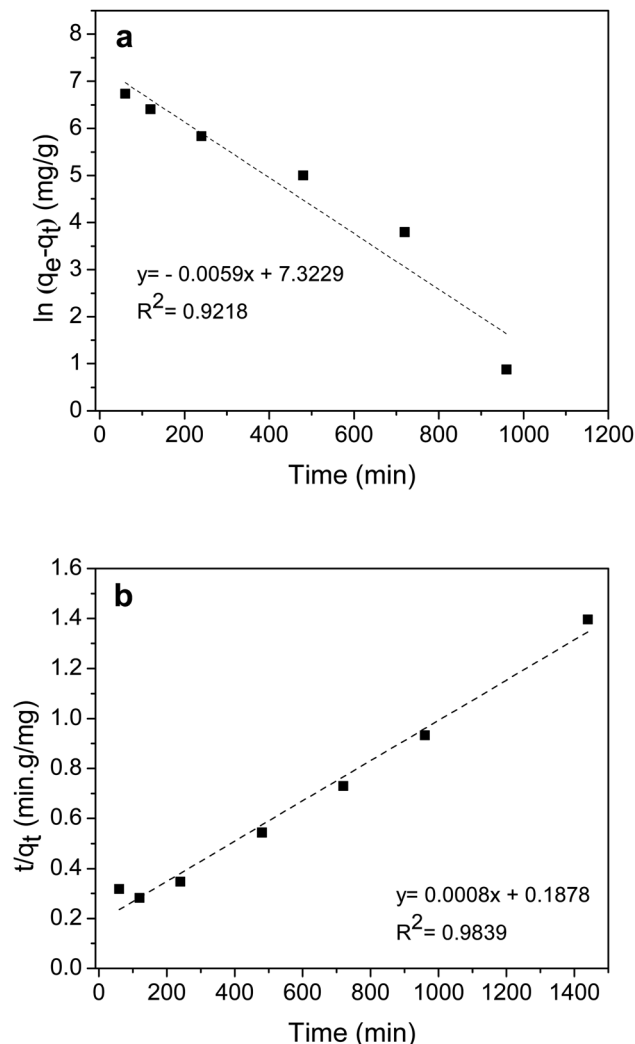 a
8
7
6
5
4
3
2
1
0
ln (qe-qt) (mg/g)
y= - 0.0059x + 7.3229
R2= 0.9218
0 200 400 600 800 1000 1200
Time (min)
b
1.6
1.4
1.2
1.0
0.8
0.6
0.4
0.2
0.0
t/qt (min.g/mg)
y= 0.0008x + 0.1878
R2= 0.9839
0 200 400 600 800 1000 1200 1400
Time (min)